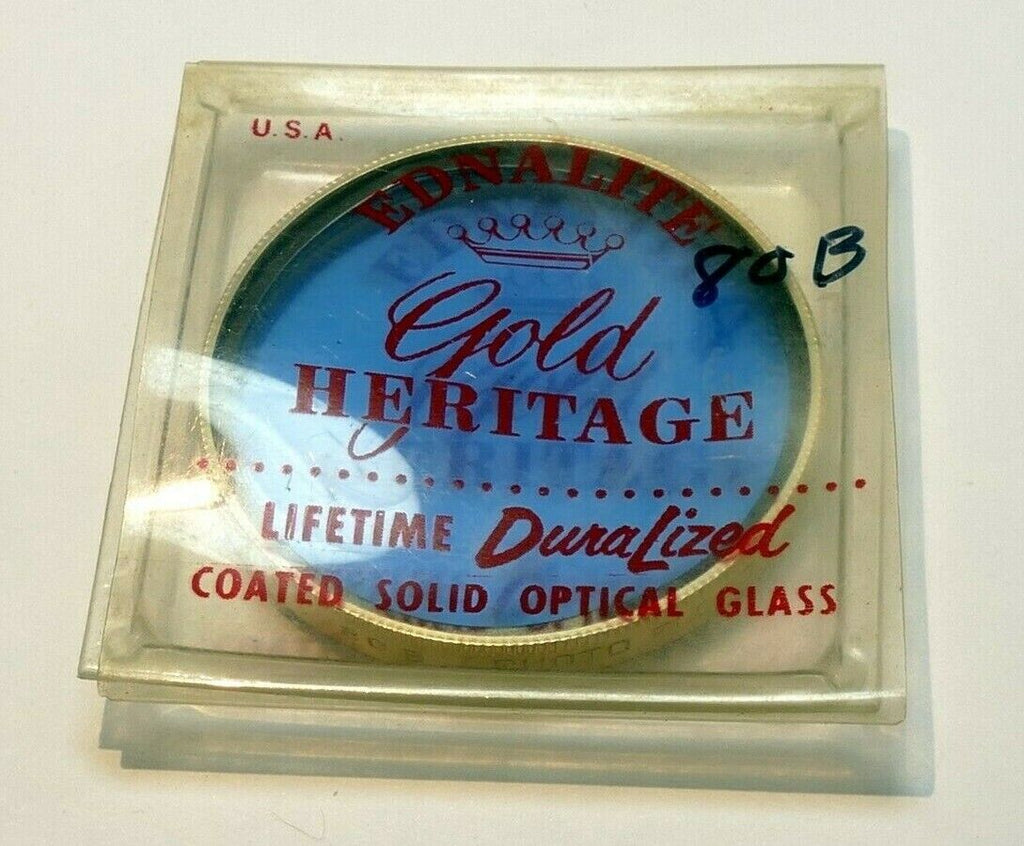 U.S.A.
EDNALITE
80B
Gold
HERITAGE
LIFETIME DuraLized
COATED SOLID OPTICAL GLASS